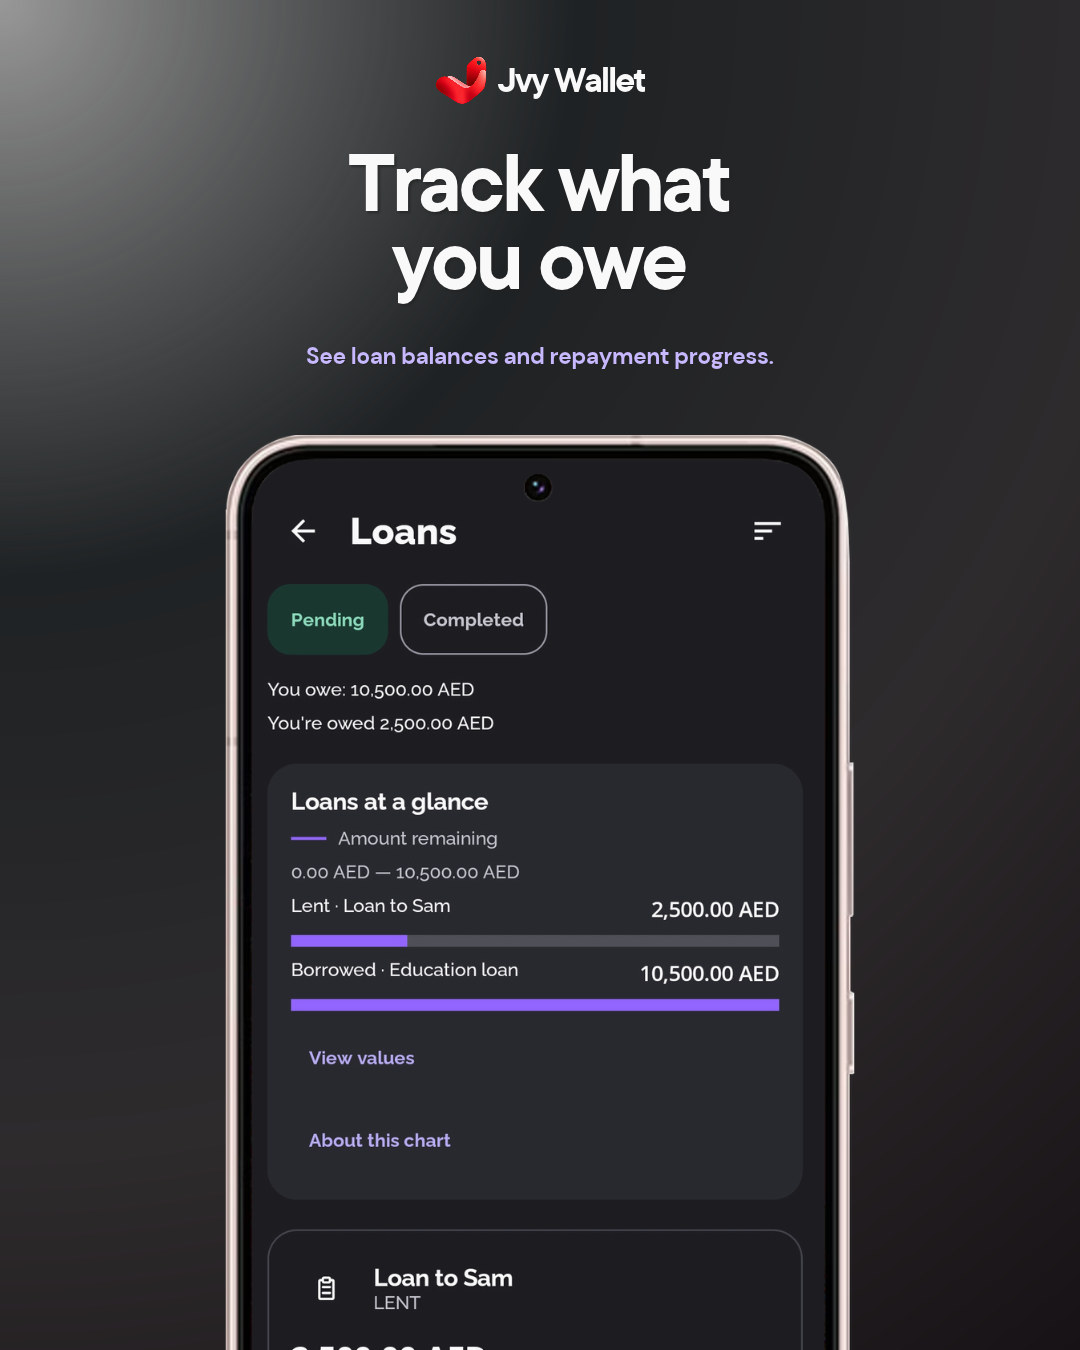 Jvy Wallet
Track what
you owe
See loan balances and repayment progress.
Loans
Pending
Completed
You owe: 10,500.00 AED
You're owed 2,500.00 AED
Loans at a glance
Amount remaining
0.00 AED — 10,500.00 AED
Lent · Loan to Sam 2,500.00 AED
Borrowed · Education loan 10,500.00 AED
View values
About this chart
Loan to Sam
LENT